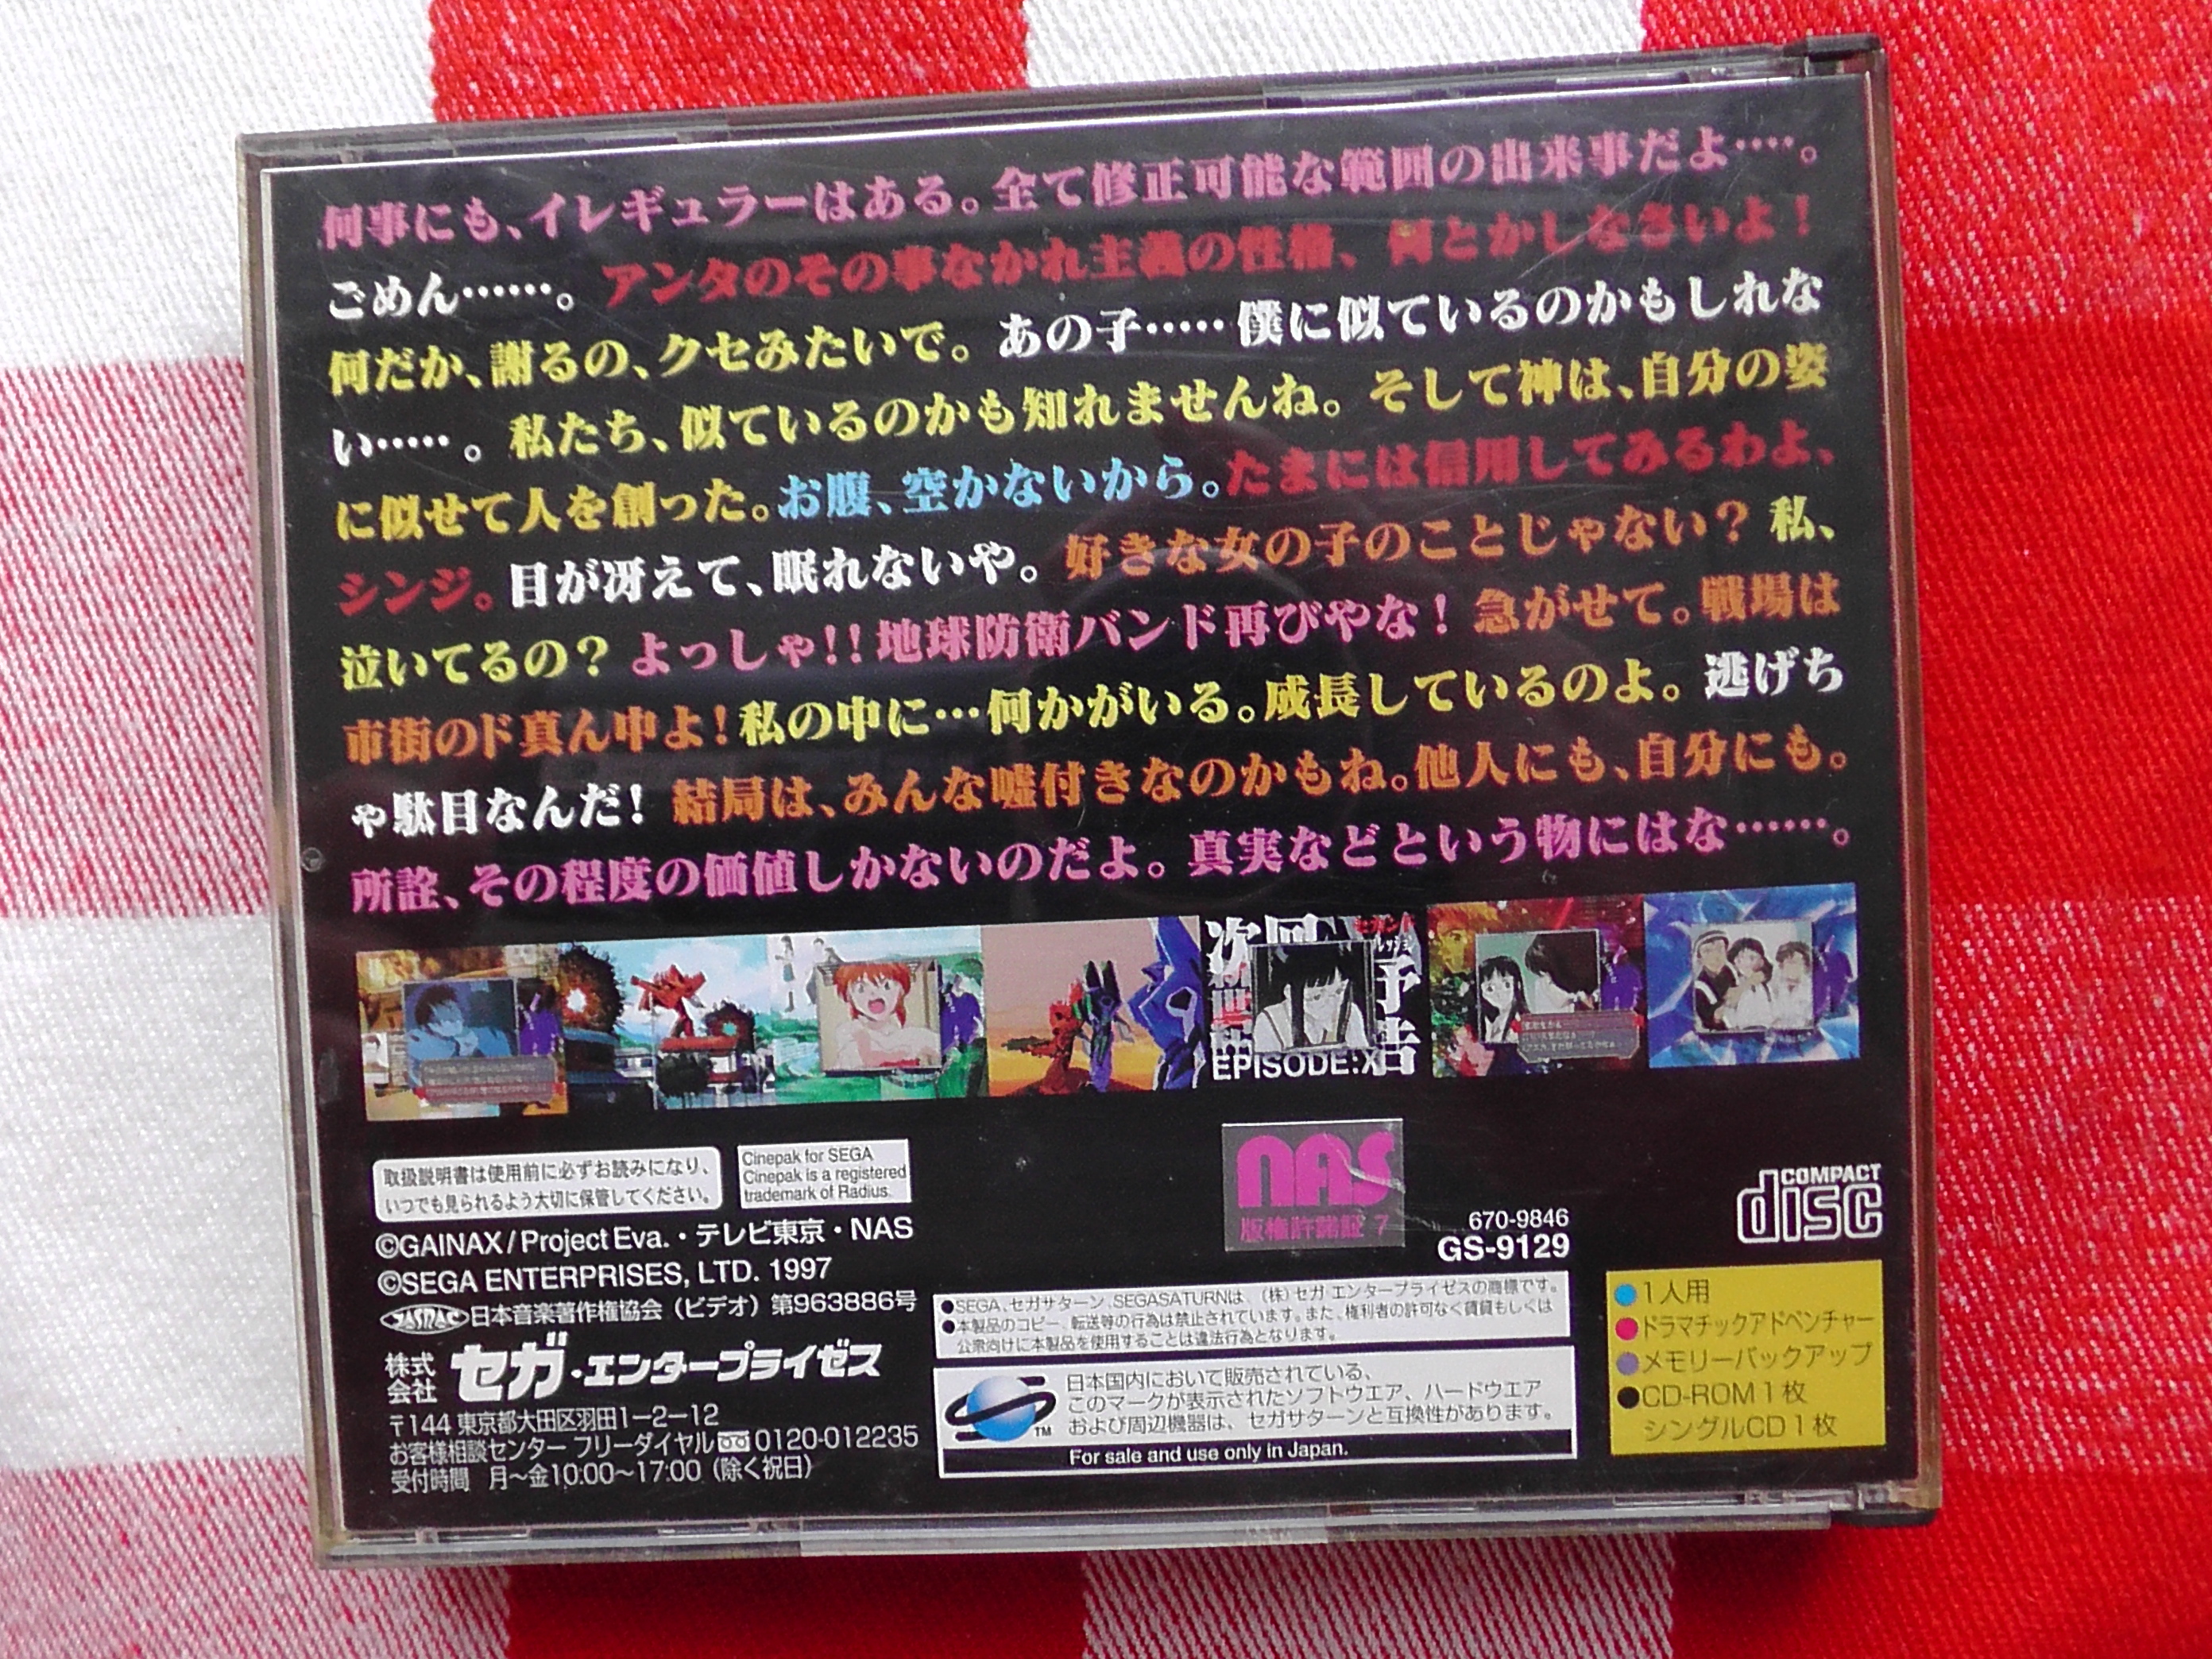 何事にも、イレギュラーはある。全て修正可能な範囲の出来事だよ‥‥。
ごめん……。 アンタのその事なかれ主義の性格、何とかしなさいよ！
何だか、謝るの、クセみたいで。 あの子……僕に似ているのかもしれな
い……。 私たち、似ているのかも知れませんね。 そして神は、自分の姿
に似せて人を創った。お腹、空かないから。たまには信用してみるわよ、
シンジ。 目が冴えて、眠れないや。 好きな女の子のことじゃない？ 私、
泣いてるの？ よっしゃ!! 地球防衛バンド再びやな！ 急がせて。戦場は
市街のド真ん中よ！私の中に…何かがいる。成長しているのよ。 逃げち
ゃ駄目なんだ！ 結局は、みんな嘘付きなのかもね。他人にも、自分にも。
所詮、その程度の価値しかないのだよ。 真実などという物にはな……。
次回
予告
EPISODE:XX
取扱説明書は使用前に必ずお読みになり、
いつでも見られるよう大切に保管してください。
Cinepak for SEGA
Cinepak is a registered
trademark of Radius.
©GAINAX / Project Eva.・テレビ東京・NAS
©SEGA ENTERPRISES, LTD. 1997
JASRAC 日本音楽著作権協会（ビデオ）第963886号
株式会社 セガ・エンタープライゼス
〒144 東京都大田区羽田1−2−12
お客様相談センター フリーダイヤル 0120-012235
受付時間 月〜金10:00〜17:00（除く祝日）
nas
版権許諾証 7
670-9846
GS-9129
COMPACT
disc
●SEGA、セガサターン、SEGASATURNは、（株）セガ エンタープライゼスの商標です。
●本製品のコピー、転送等の行為は禁止されています。また、権利者の許可なく賃貸もしくは
公衆向けに本製品を使用することは違法行為となります。
日本国内において販売されている、
このマークが表示されたソフトウエア、ハードウエア
および周辺機器は、セガサターンと互換性があります。
TM
For sale and use only in Japan.
●1人用
●ドラマチックアドベンチャー
●メモリーバックアップ
●CD-ROM1枚
シングルCD1枚